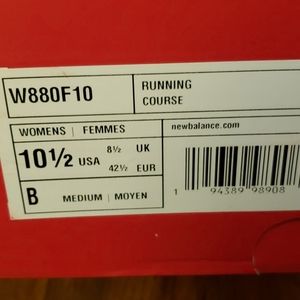 W880F10
RUNNING
COURSE
WOMENS | FEMMES
newbalance.com
10½ USA 8½ UK
42½ EUR
B MEDIUM | MOYEN
1 94389 98908